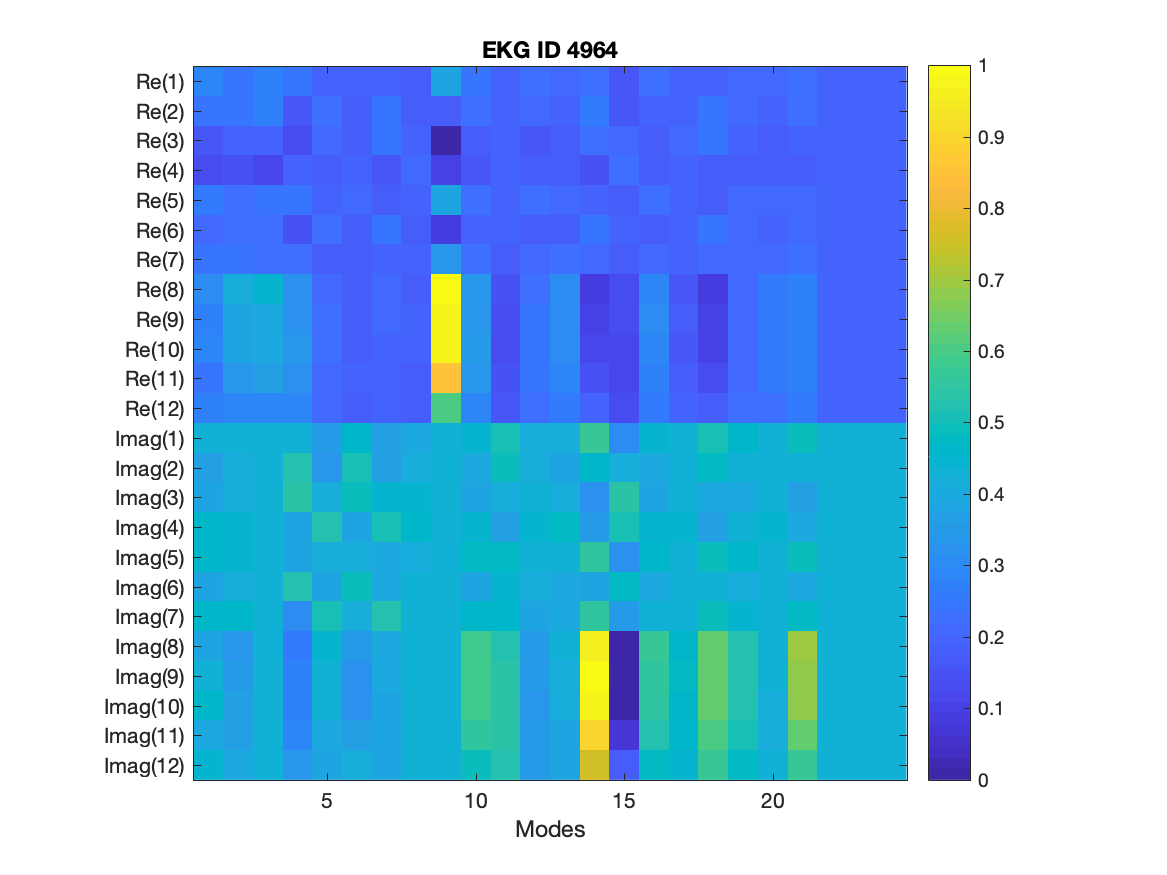 EKG ID 4964
Re(1)
Re(2)
Re(3)
Re(4)
Re(5)
Re(6)
Re(7)
Re(8)
Re(9)
Re(10)
Re(11)
Re(12)
Imag(1)
Imag(2)
Imag(3)
Imag(4)
Imag(5)
Imag(6)
Imag(7)
Imag(8)
Imag(9)
Imag(10)
Imag(11)
Imag(12)
5 10 15 20
Modes
1
0.9
0.8
0.7
0.6
0.5
0.4
0.3
0.2
0.1
0